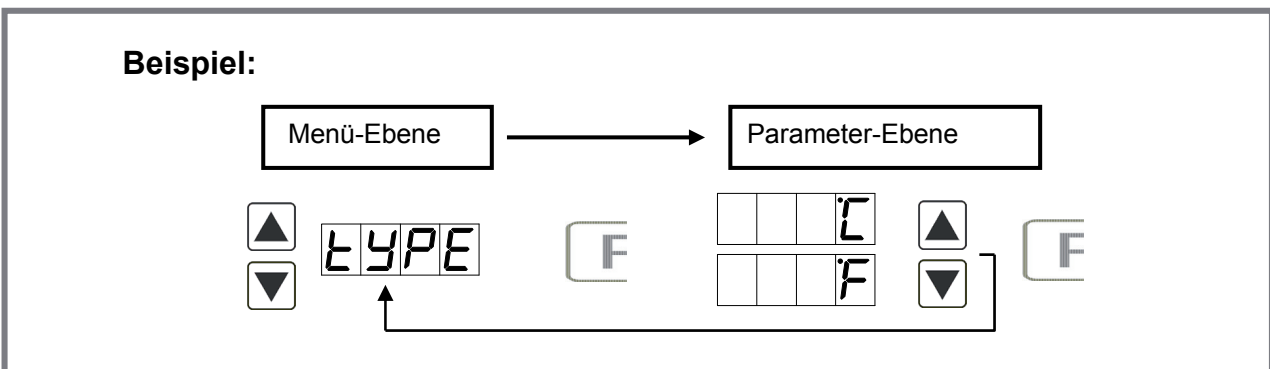 Beispiel:
Menü-Ebene
Parameter-Ebene
tYPE
F
°C
°F
F